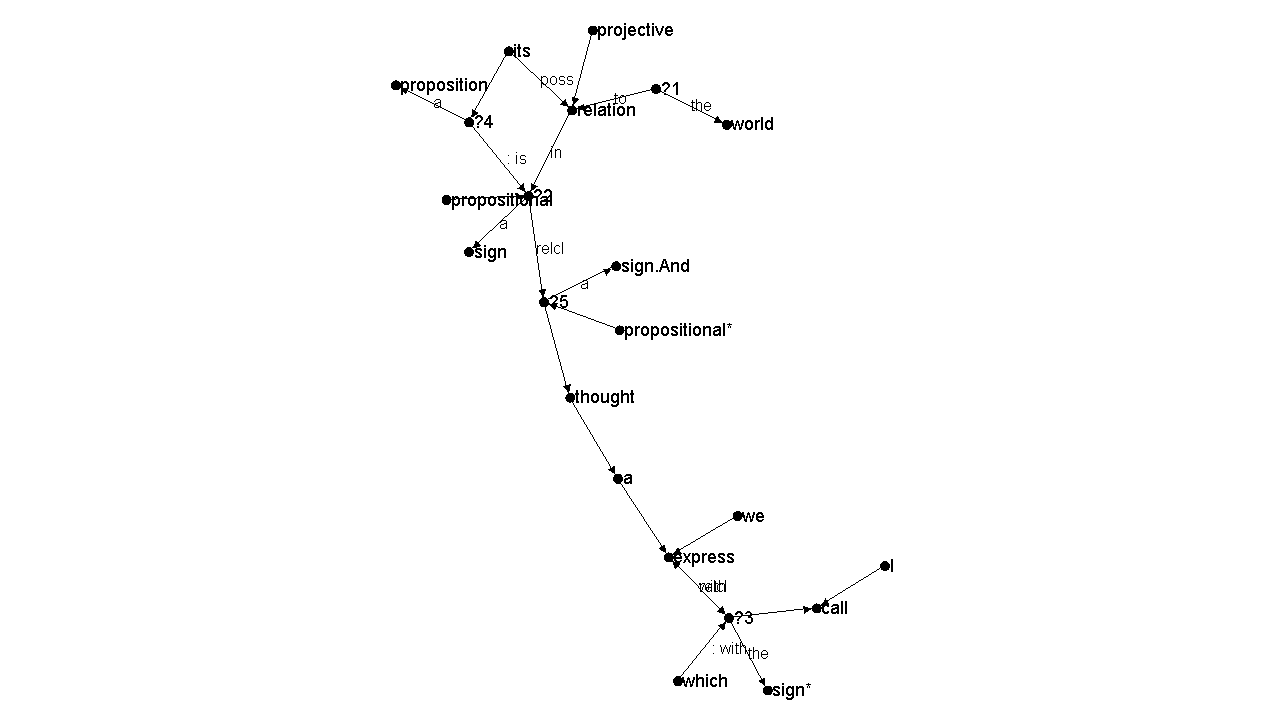 projective
its
poss
proposition
?1
to
a
the
relation
?4
world
: is
in
?2
propositional
a
sign
relcl
sign.And
a
?5
propositional*
thought
a
we
express
I
with
call
?3
: with
the
which
sign*